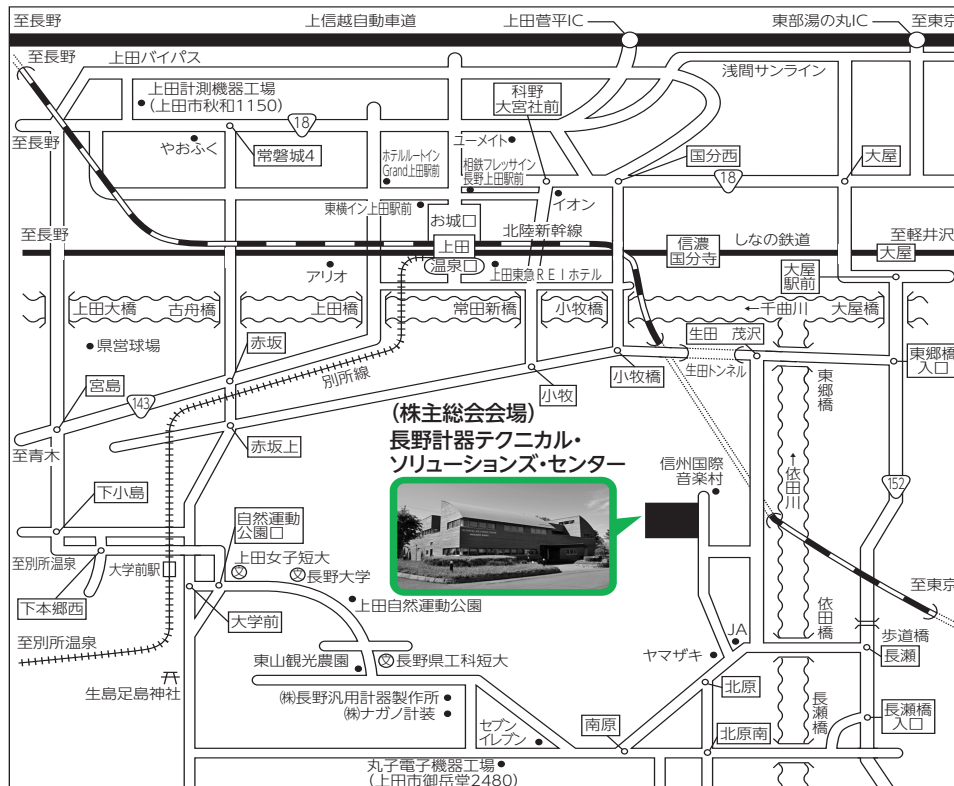 至長野
上信越自動車道
上田菅平IC
東部湯の丸IC
至東京
至長野
上田バイパス
浅間サンライン
上田計測機器工場
(上田市秋和1150)
科野
大宮社前
18
至長野
やおふく
常磐城4
ユーメイト
ホテルルートイン
Grand上田駅前
相鉄フレッサイン
長野上田駅前
国分西
18
大屋
イオン
東横イン上田駅前
お城口
北陸新幹線
至長野
上田
信濃
国分寺
しなの鉄道
至軽井沢
大屋
アリオ
温泉口
上田東急REIホテル
大屋
駅前
上田大橋
古舟橋
上田橋
常田新橋
小牧橋
←千曲川
大屋橋
県営球場
赤坂
生田
茂沢
東郷橋
入口
宮島
別所線
小牧
小牧橋
生田トンネル
東郷橋
143
(株主総会会場)
長野計器テクニカル・
ソリューションズ・センター
至青木
赤坂上
信州国際
音楽村
←依田川
152
下小島
自然運動
公園口
至別所温泉
大学前駅
上田女子短大
文
文
長野大学
至東京
下本郷西
大学前
上田自然運動公園
依田橋
歩道橋
至別所温泉
JA
ヤマザキ
長瀬
東山観光農園
文
長野県工科短大
生島足島神社
北原
㈱長野汎用計器製作所
㈱ナガノ計装
長瀬橋
長瀬橋
入口
セブン
イレブン
南原
北原南
丸子電子機器工場
(上田市御岳堂2480)